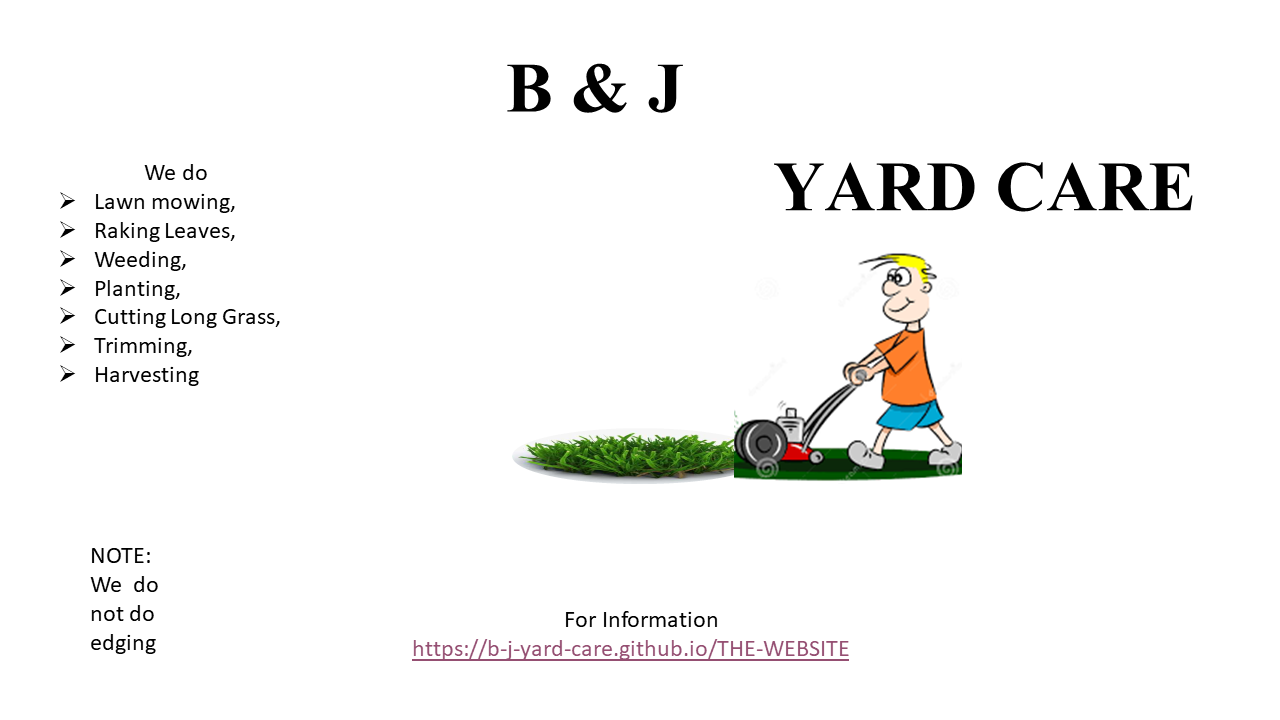 B & J
YARD CARE
We do
➢ Lawn mowing,
➢ Raking Leaves,
➢ Weeding,
➢ Planting,
➢ Cutting Long Grass,
➢ Trimming,
➢ Harvesting
NOTE:
We  do
not do
edging
For Information
https://b-j-yard-care.github.io/THE-WEBSITE